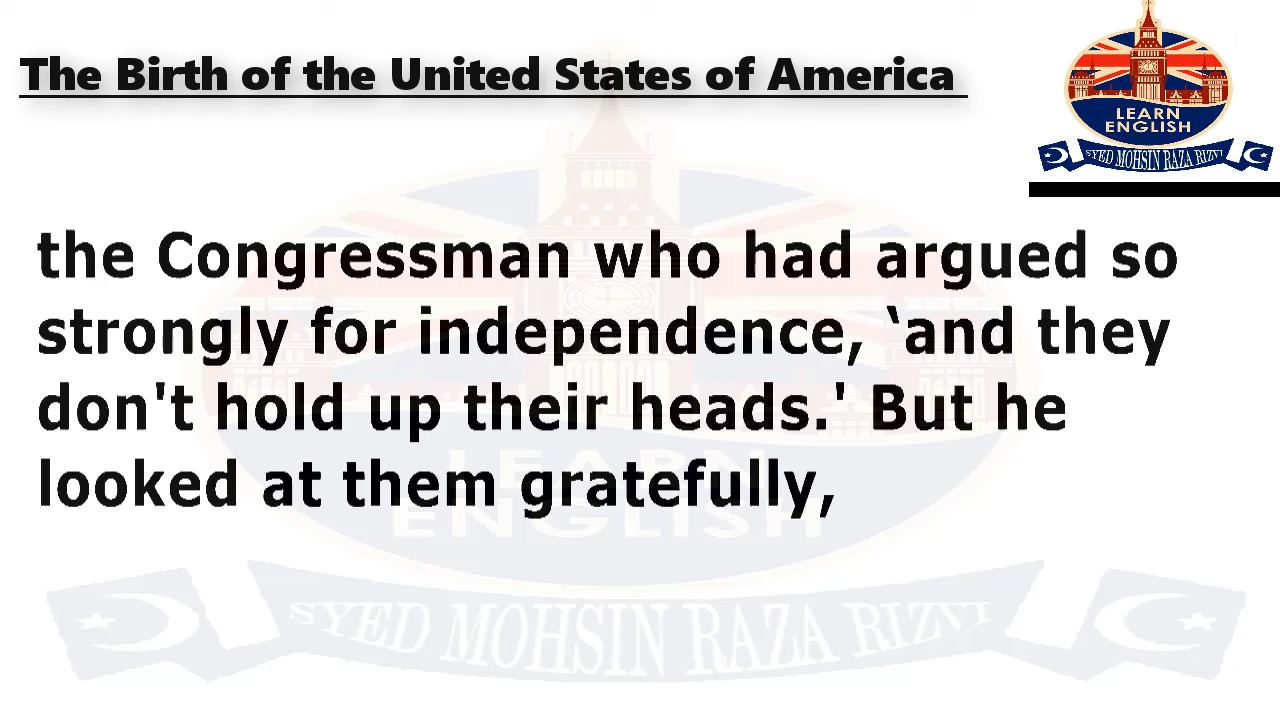 The Birth of the United States of America
LEARN
ENGLISH
SYED MOHSIN RAZA RIZVI
the Congressman who had argued so
strongly for independence, ‘and they
don't hold up their heads.' But he
looked at them gratefully,
LEARN
ENGLISH
SYED MOHSIN RAZA RIZVI